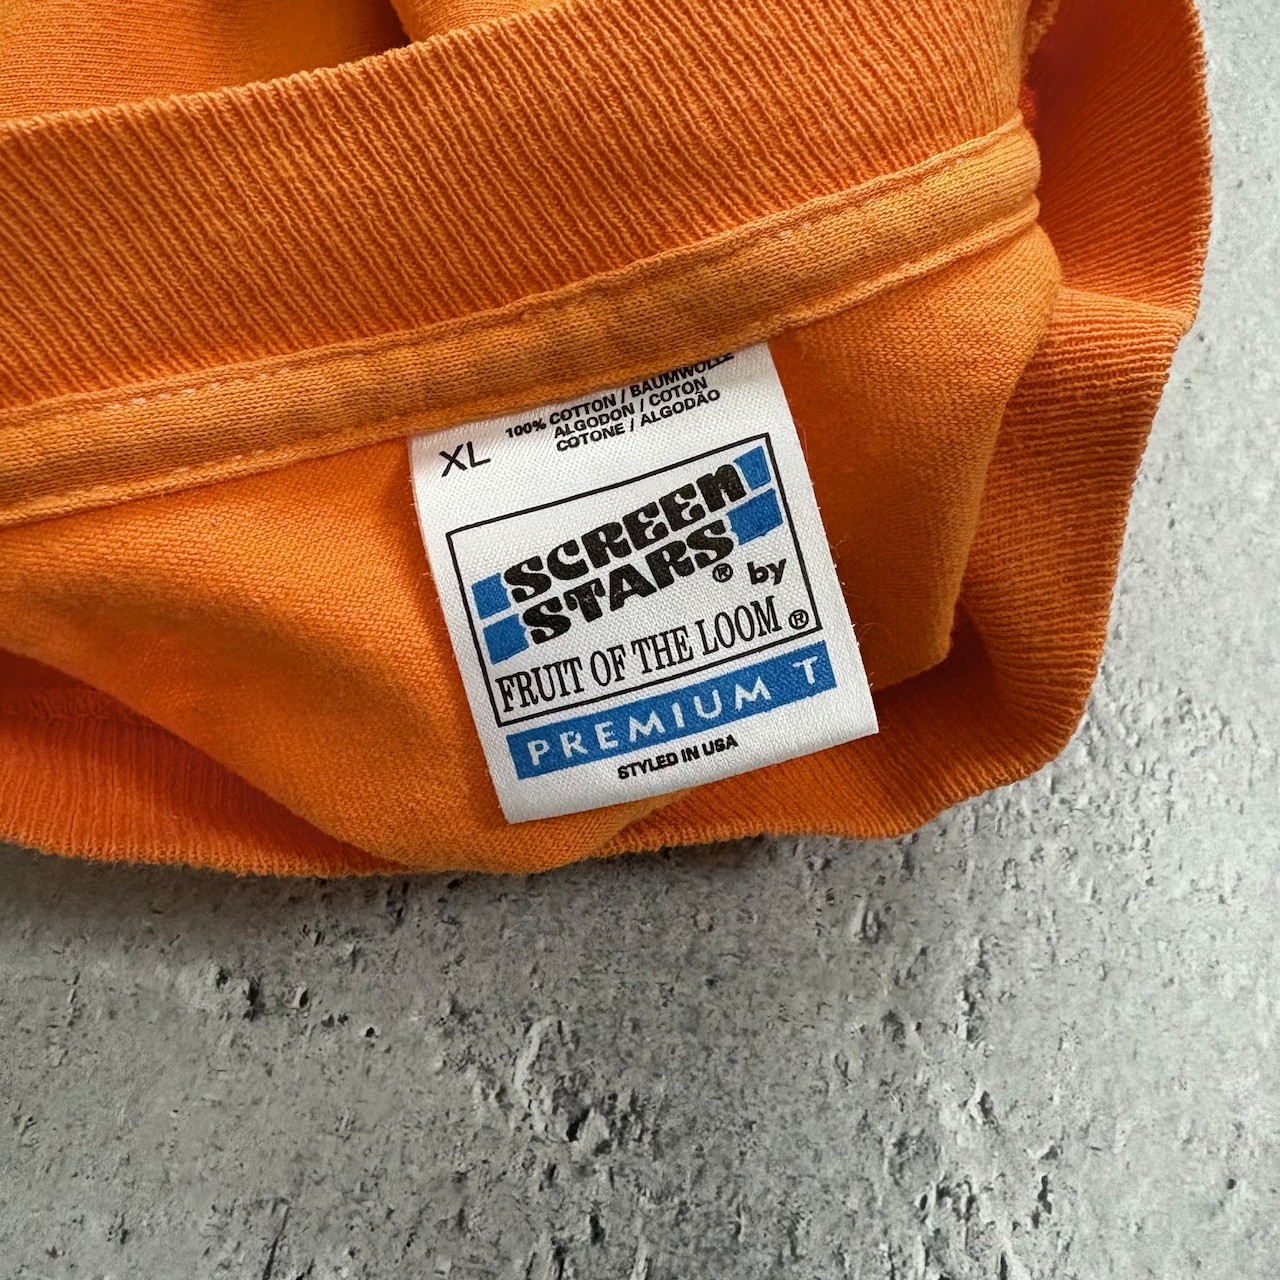 XL
100% COTTON / BAUMWOLLE
ALGODON / COTON
COTONE / ALGODÃO
SCREEN
STARS® by
FRUIT OF THE LOOM®
PREMIUM T
STYLED IN USA